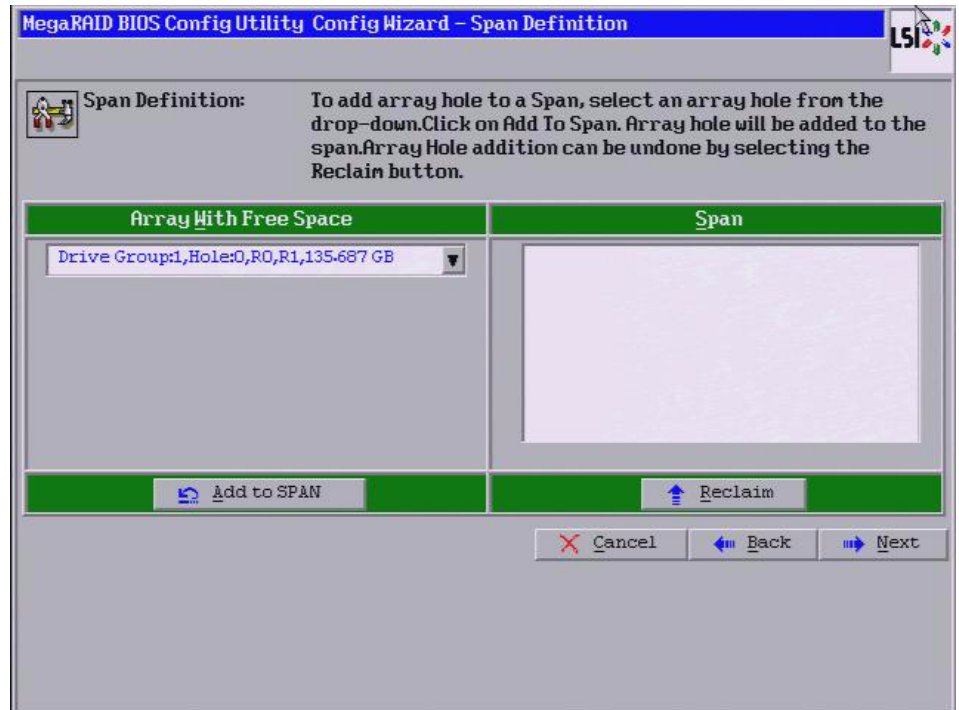 MegaRAID BIOS Config Utility Config Wizard – Span Definition
LSI
Span Definition:
To add array hole to a Span, select an array hole from the
drop-down.Click on Add To Span. Array hole will be added to the
span.Array Hole addition can be undone by selecting the
Reclaim button.
Array With Free Space
Span
Drive Group:1,Hole:0,R0,R1,135.687 GB
Add to SPAN
Reclaim
Cancel
Back
Next